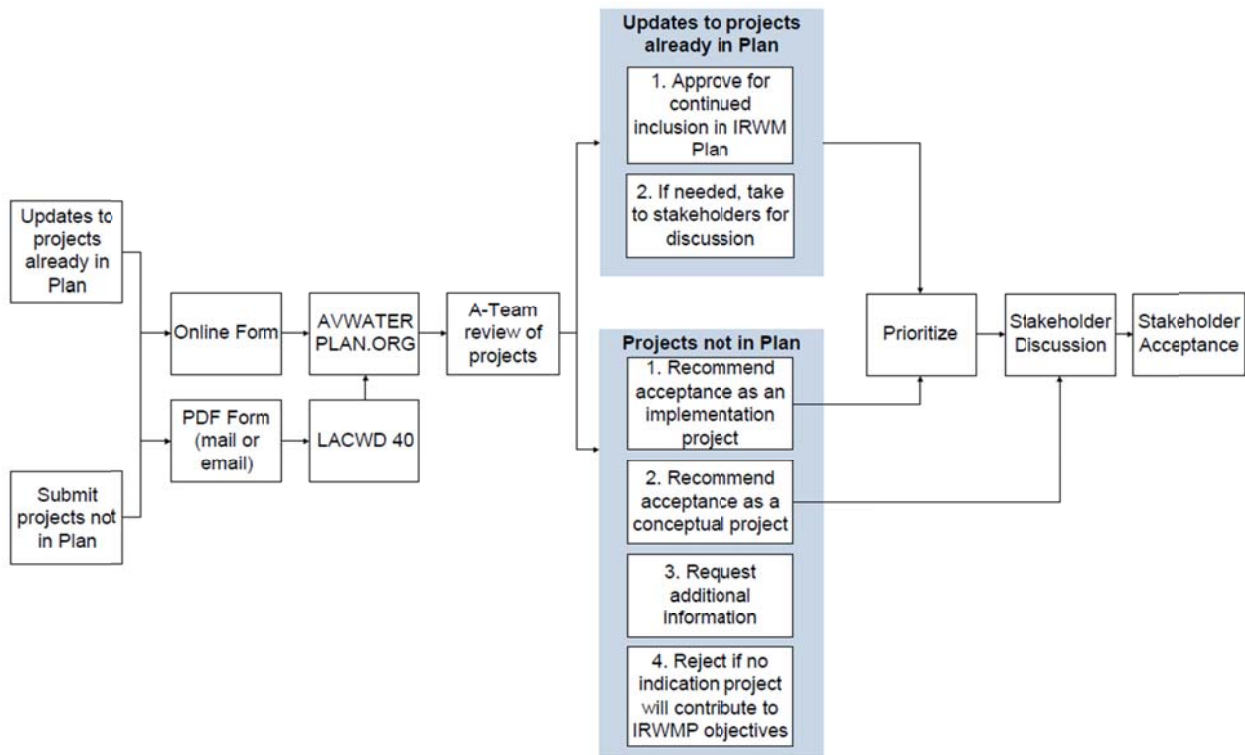 Updates to
projects
already in
Plan
Submit
projects not
in Plan
Online Form
PDF Form
(mail or
email)
AVWATER
PLAN.ORG
LACWD 40
A-Team
review of
projects
Updates to projects
already in Plan
1. Approve for
continued
inclusion in IRWM
Plan
2. If needed, take
to stakeholders for
discussion
Projects not in Plan
1. Recommend
acceptance as an
implementation
project
2. Recommend
acceptance as a
conceptual project
3. Request
additional
information
4. Reject if no
indication project
will contribute to
IRWMP objectives
Prioritize
Stakeholder
Discussion
Stakeholder
Acceptance